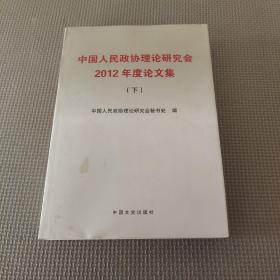 中国人民政协理论研究会
2012年度论文集
（下）
中国人民政协理论研究会秘书处 编
中国文史出版社